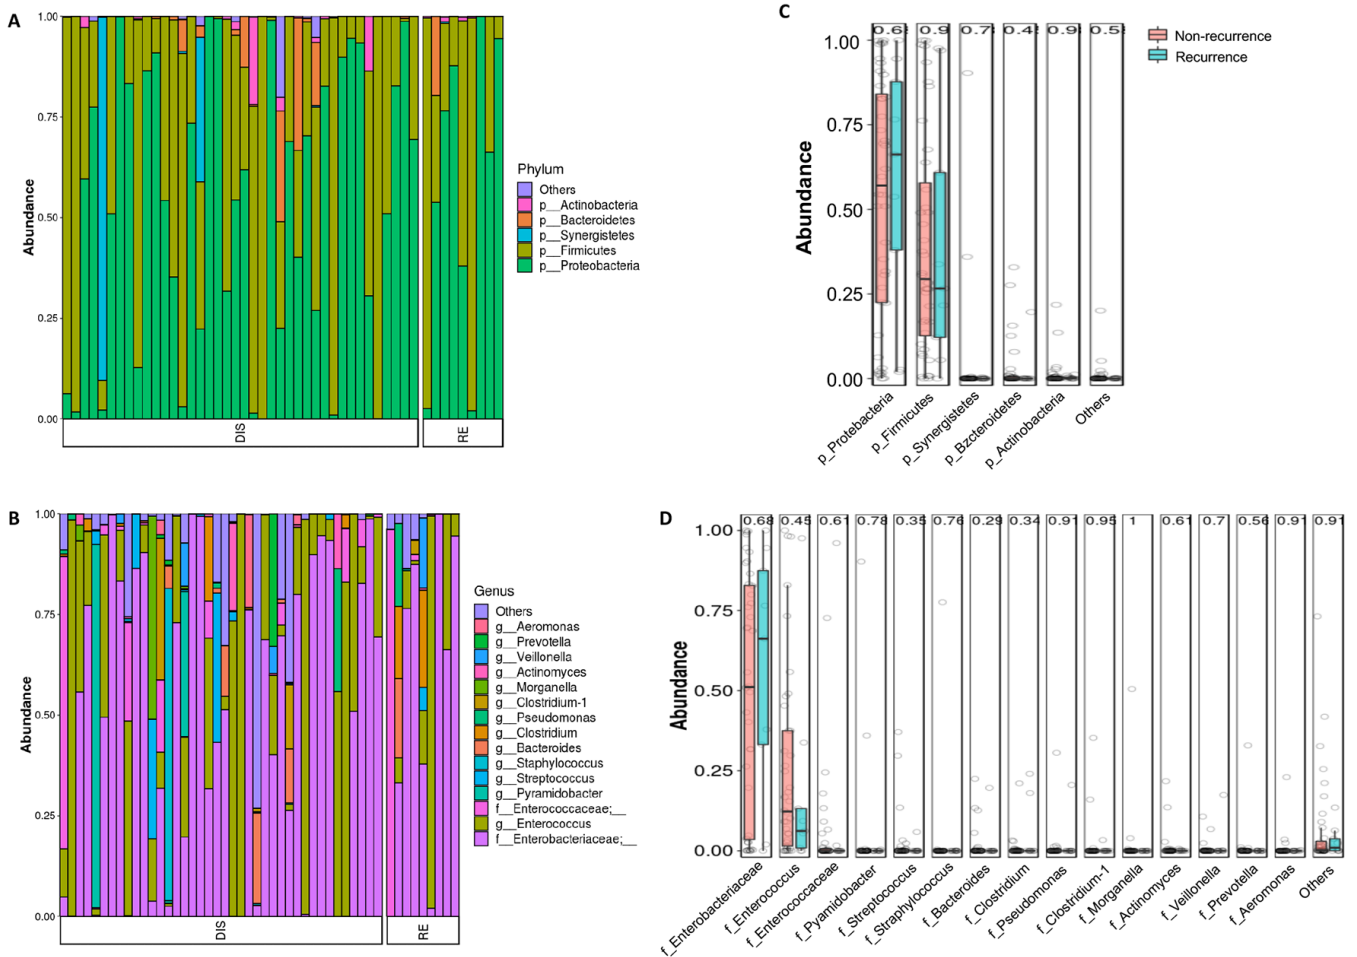 A
1.00
0.75
0.50
0.25
0.00
Abundance
DIS
RE
Phylum
Others
p__Actinobacteria
p__Bacteroidetes
p__Synergistetes
p__Firmicutes
p__Proteobacteria
C
0.9
1.00
0.75
0.50
0.25
0.00
Abundance
p_Protebacteria
p_Firmicutes
p_Synergistetes
p_Bzcteroidetes
p_Actinobacteria
Others
Non-recurrence
Recurrence
B
1.00
0.75
0.50
0.25
0.00
Abundance
DIS
RE
Genus
Others
g__Aeromonas
g__Prevotella
g__Veillonella
g__Actinomyces
g__Morganella
g__Clostridium-1
g__Pseudomonas
g__Clostridium
g__Bacteroides
g__Staphylococcus
g__Streptococcus
g__Pyramidobacter
f__Enterococcaceae;__
g__Enterococcus
f__Enterobacteriaceae;__
D
0.68 0.45 0.61 0.78 0.35 0.76 0.29 0.34 0.91 0.95 1 0.61 0.7 0.56 0.91 0.91
1.00
0.75
0.50
0.25
0.00
Abundance
f_Enterobacteriaceae
f_Enterococcus
f_Enterococcaceae
f_Pyamidobacter
f_Streptococcus
f_Straphylococcus
f_Bacteroides
f_Clostridium
f_Pseudomonas
f_Clostridium-1
f_Morganella
f_Actinomyces
f_Veillonella
f_Prevotella
f_Aeromonas
Others